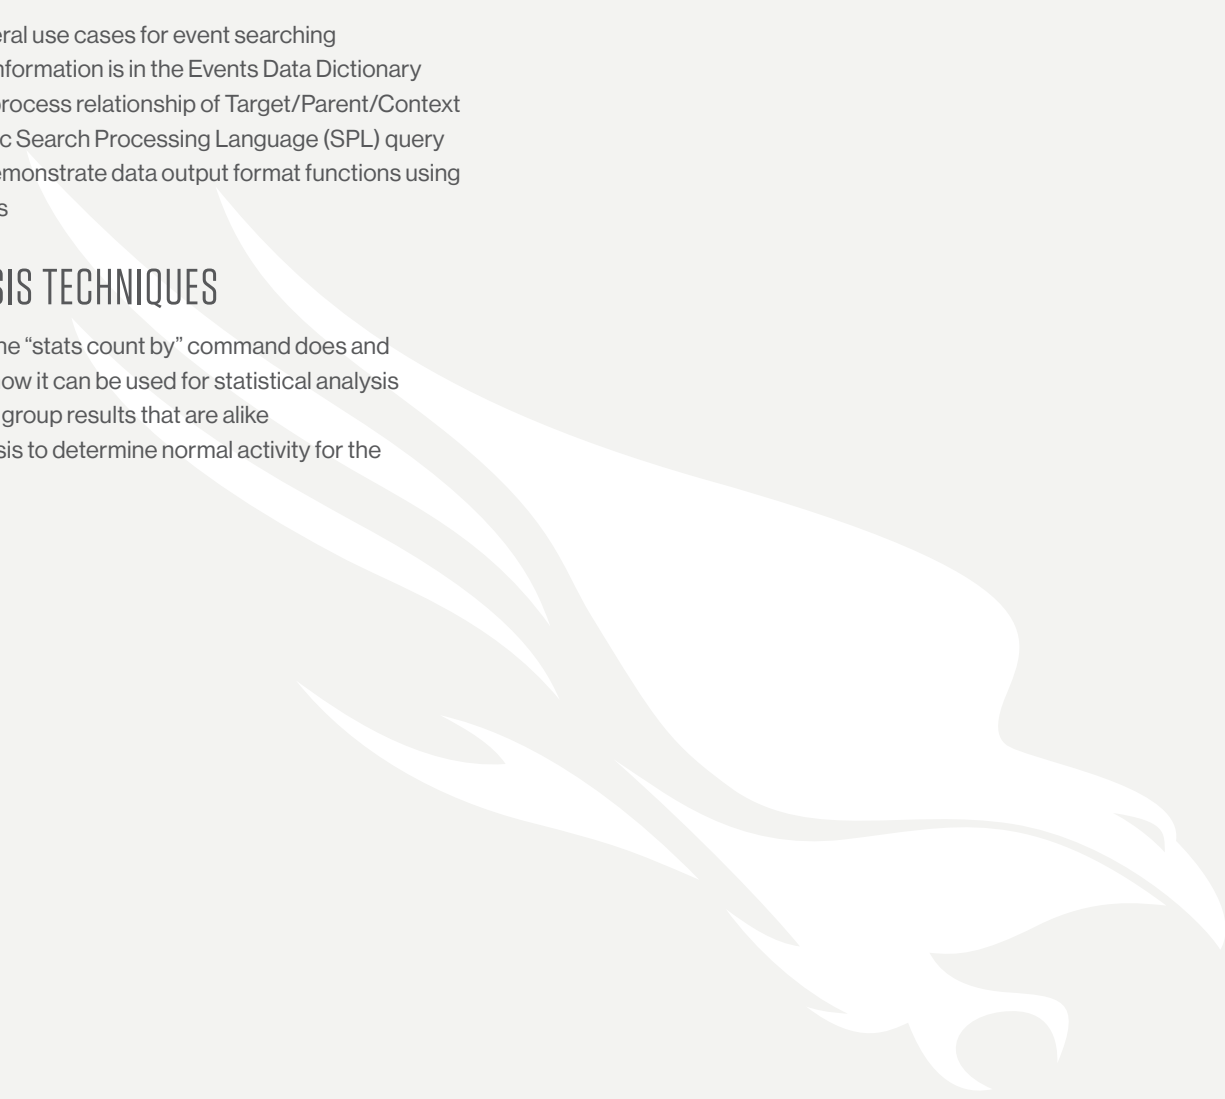 eral use cases for event searching
nformation is in the Events Data Dictionary
rocess relationship of Target/Parent/Context
c Search Processing Language (SPL) query
emonstrate data output format functions using
s
SIS TECHNIQUES
he “stats count by” command does and
ow it can be used for statistical analysis
group results that are alike
sis to determine normal activity for the